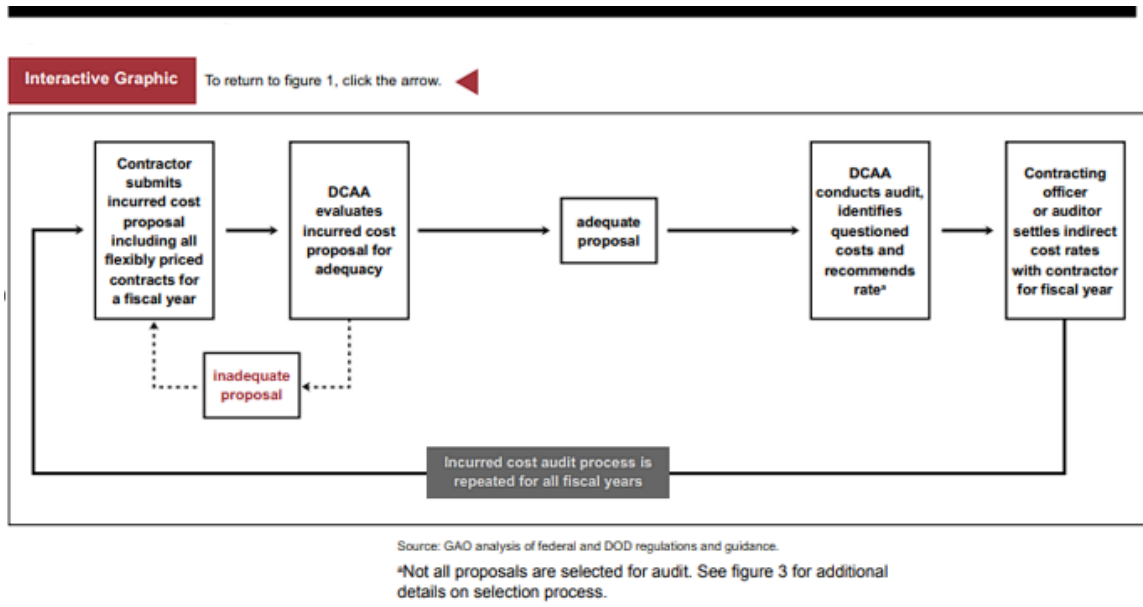 Interactive Graphic
To return to figure 1, click the arrow.
Contractor
submits
incurred cost
proposal
including all
flexibly priced
contracts for
a fiscal year
DCAA
evaluates
incurred cost
proposal for
adequacy
adequate
proposal
DCAA
conducts audit,
identifies
questioned
costs and
recommends
rateᵃ
Contracting
officer
or auditor
settles indirect
cost rates
with contractor
for fiscal year
inadequate
proposal
Incurred cost audit process is
repeated for all fiscal years
Source: GAO analysis of federal and DOD regulations and guidance.
ᵃNot all proposals are selected for audit. See figure 3 for additional
details on selection process.